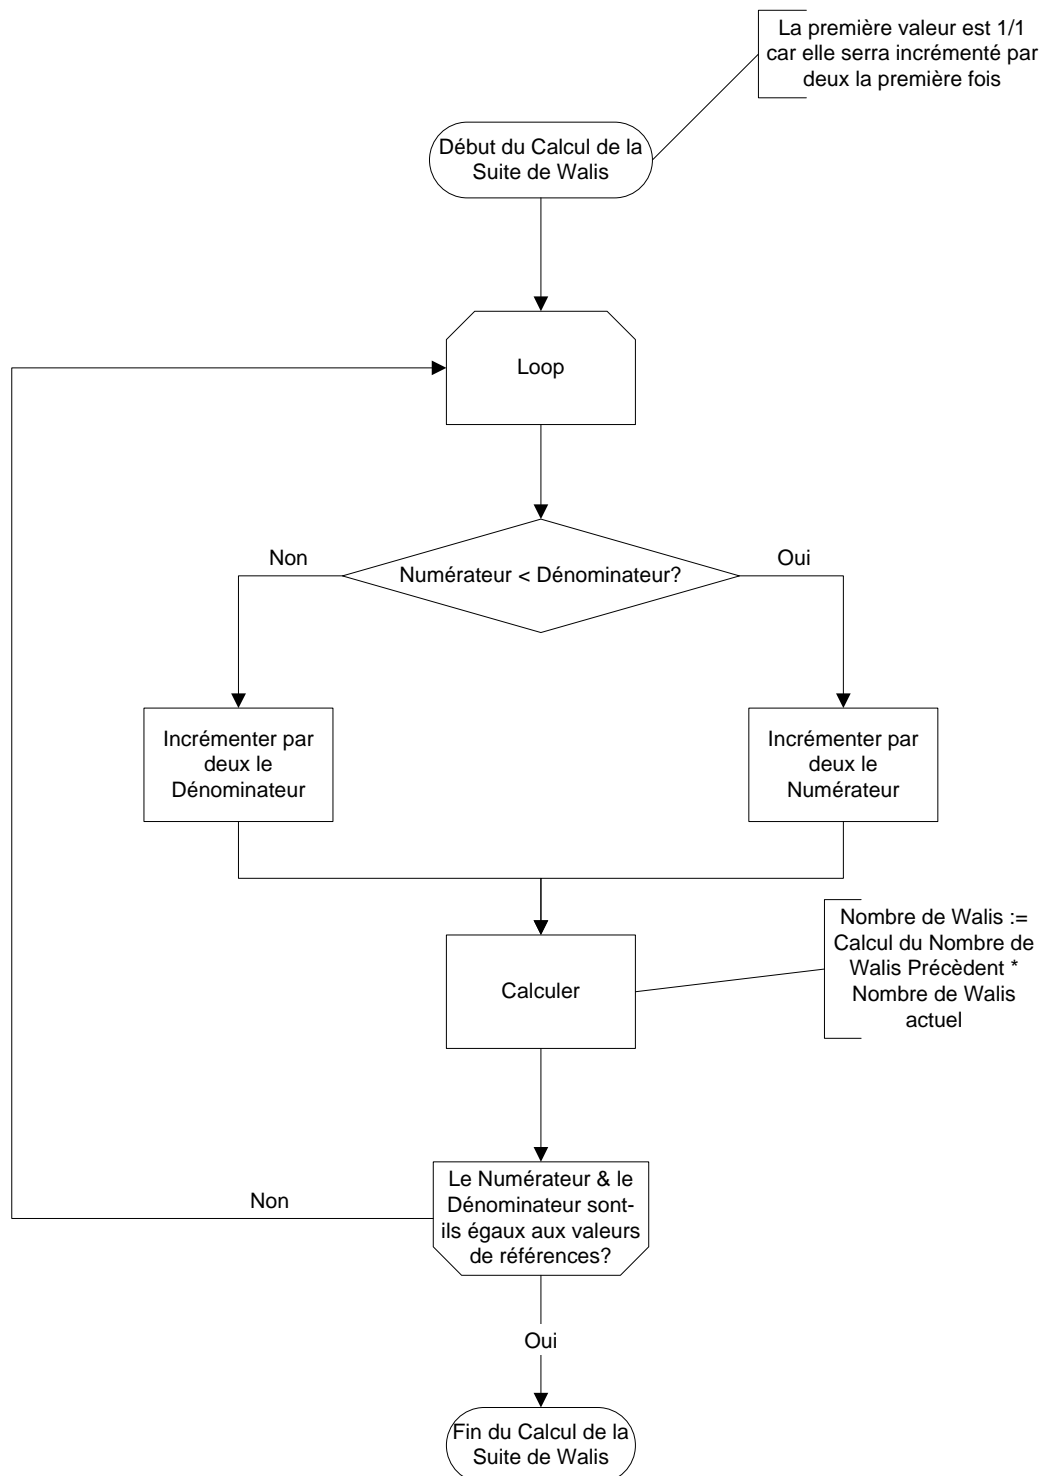 La première valeur est 1/1
car elle serra incrémenté par
deux la première fois
Début du Calcul de la
Suite de Walis
Loop
Non
Numérateur < Dénominateur?
Oui
Incrémenter par
deux le
Dénominateur
Incrémenter par
deux le
Numérateur
Calculer
Nombre de Walis :=
Calcul du Nombre de
Walis Précèdent *
Nombre de Walis
actuel
Non
Le Numérateur & le
Dénominateur sont-
ils égaux aux valeurs
de références?
Oui
Fin du Calcul de la
Suite de Walis